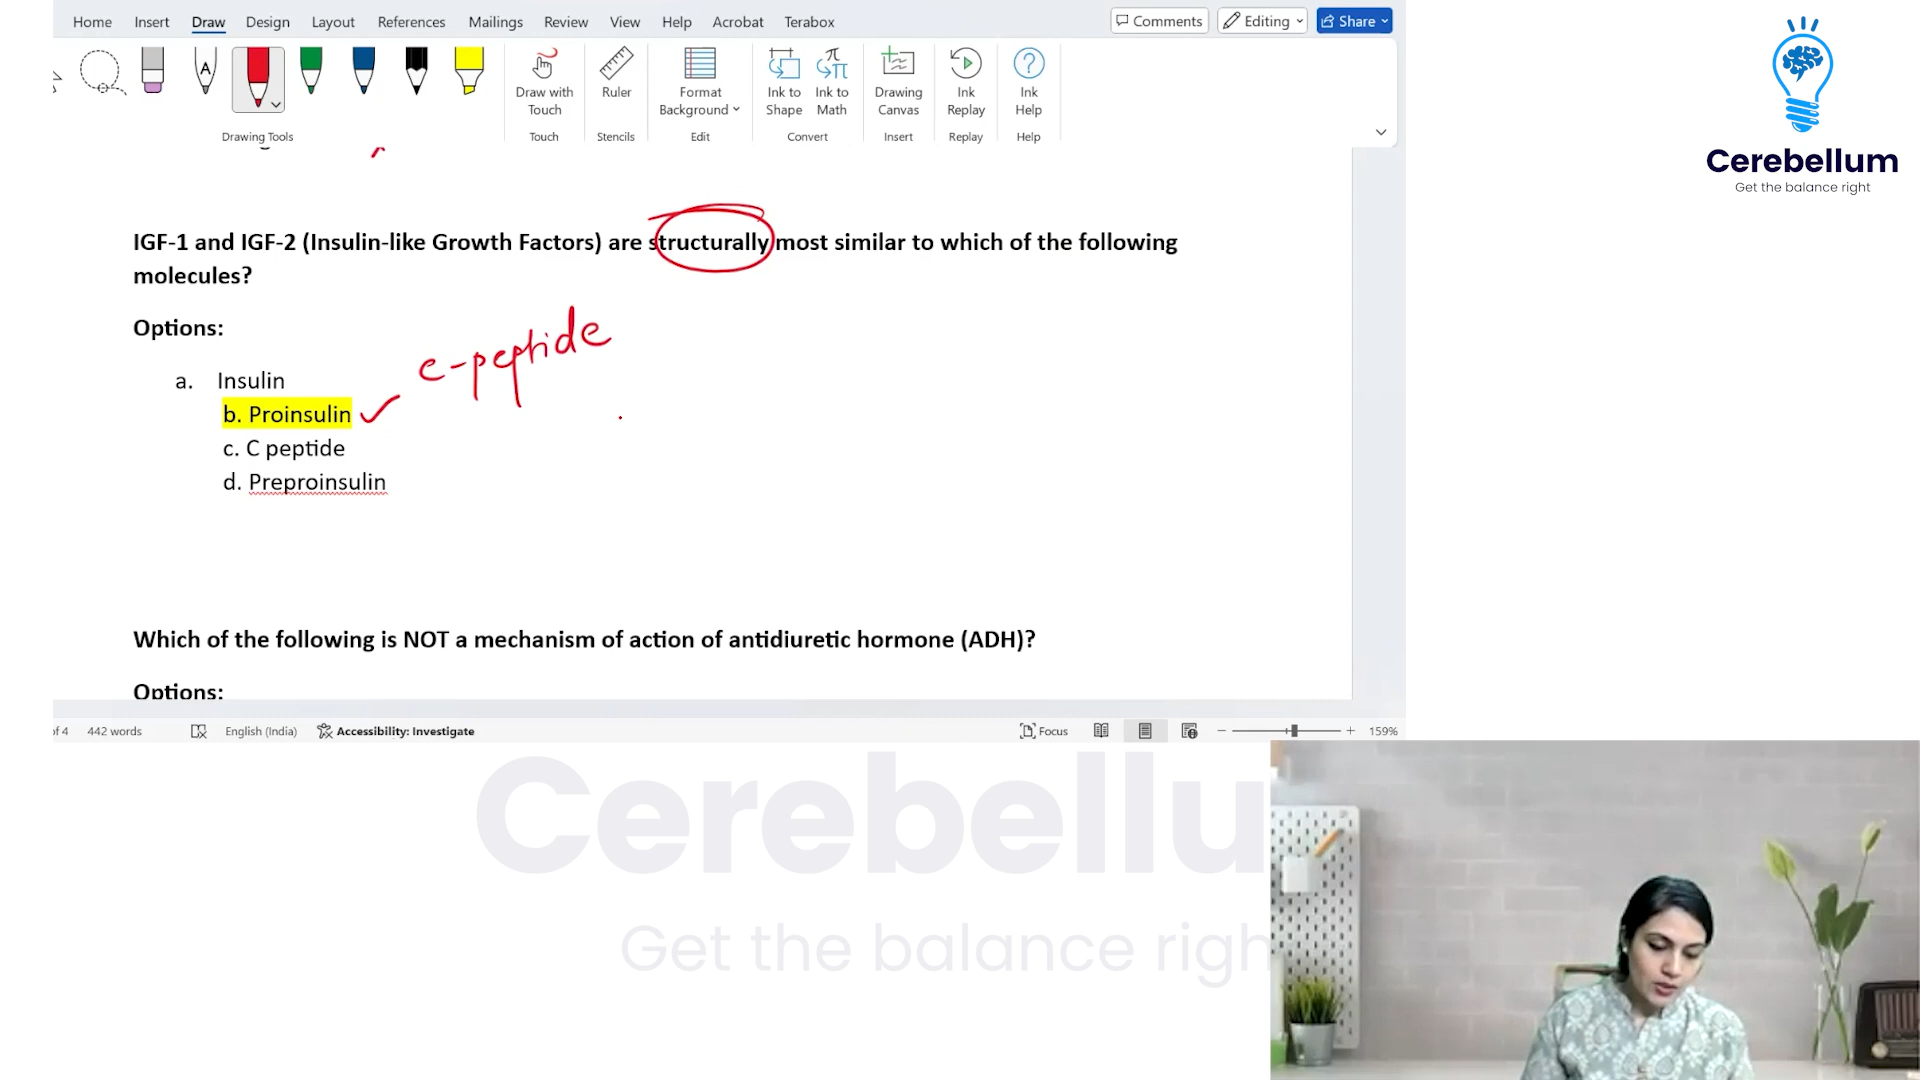 Home Insert Draw Design Layout References Mailings Review View Help Acrobat Terabox Comments Editing Share
A
Draw with Touch
Ruler
Format Background
Ink to Shape
Ink to Math
Drawing Canvas
Ink Replay
Ink Help
Drawing Tools Touch Stencils Edit Convert Insert Replay Help
Cerebellum
Get the balance right
IGF-1 and IGF-2 (Insulin-like Growth Factors) are structurally most similar to which of the following
molecules?
Options:
c-peptide
a. Insulin
b. Proinsulin
c. C peptide
d. Preproinsulin
Which of the following is NOT a mechanism of action of antidiuretic hormone (ADH)?
Options:
of 4 442 words English (India) Accessibility: Investigate Focus 159%
Cerebellu
Get the balance righ